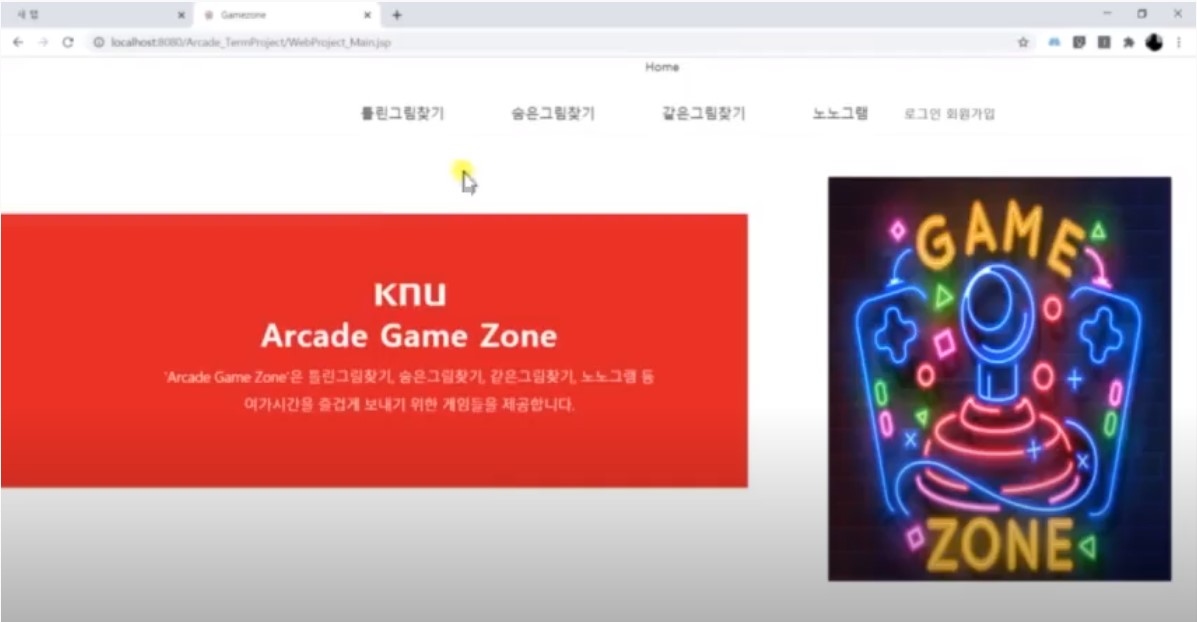 새 탭
Gamezone
localhost:8080/Arcade_TermProject/WebProject_Main.jsp
Home
틀린그림찾기 숨은그림찾기 같은그림찾기 노노그램 로그인 회원가입
KNU
Arcade Game Zone
'Arcade Game Zone'은 틀린그림찾기, 숨은그림찾기, 같은그림찾기, 노노그램 등
여가시간을 즐겁게 보내기 위한 게임들을 제공합니다.
GAME
ZONE